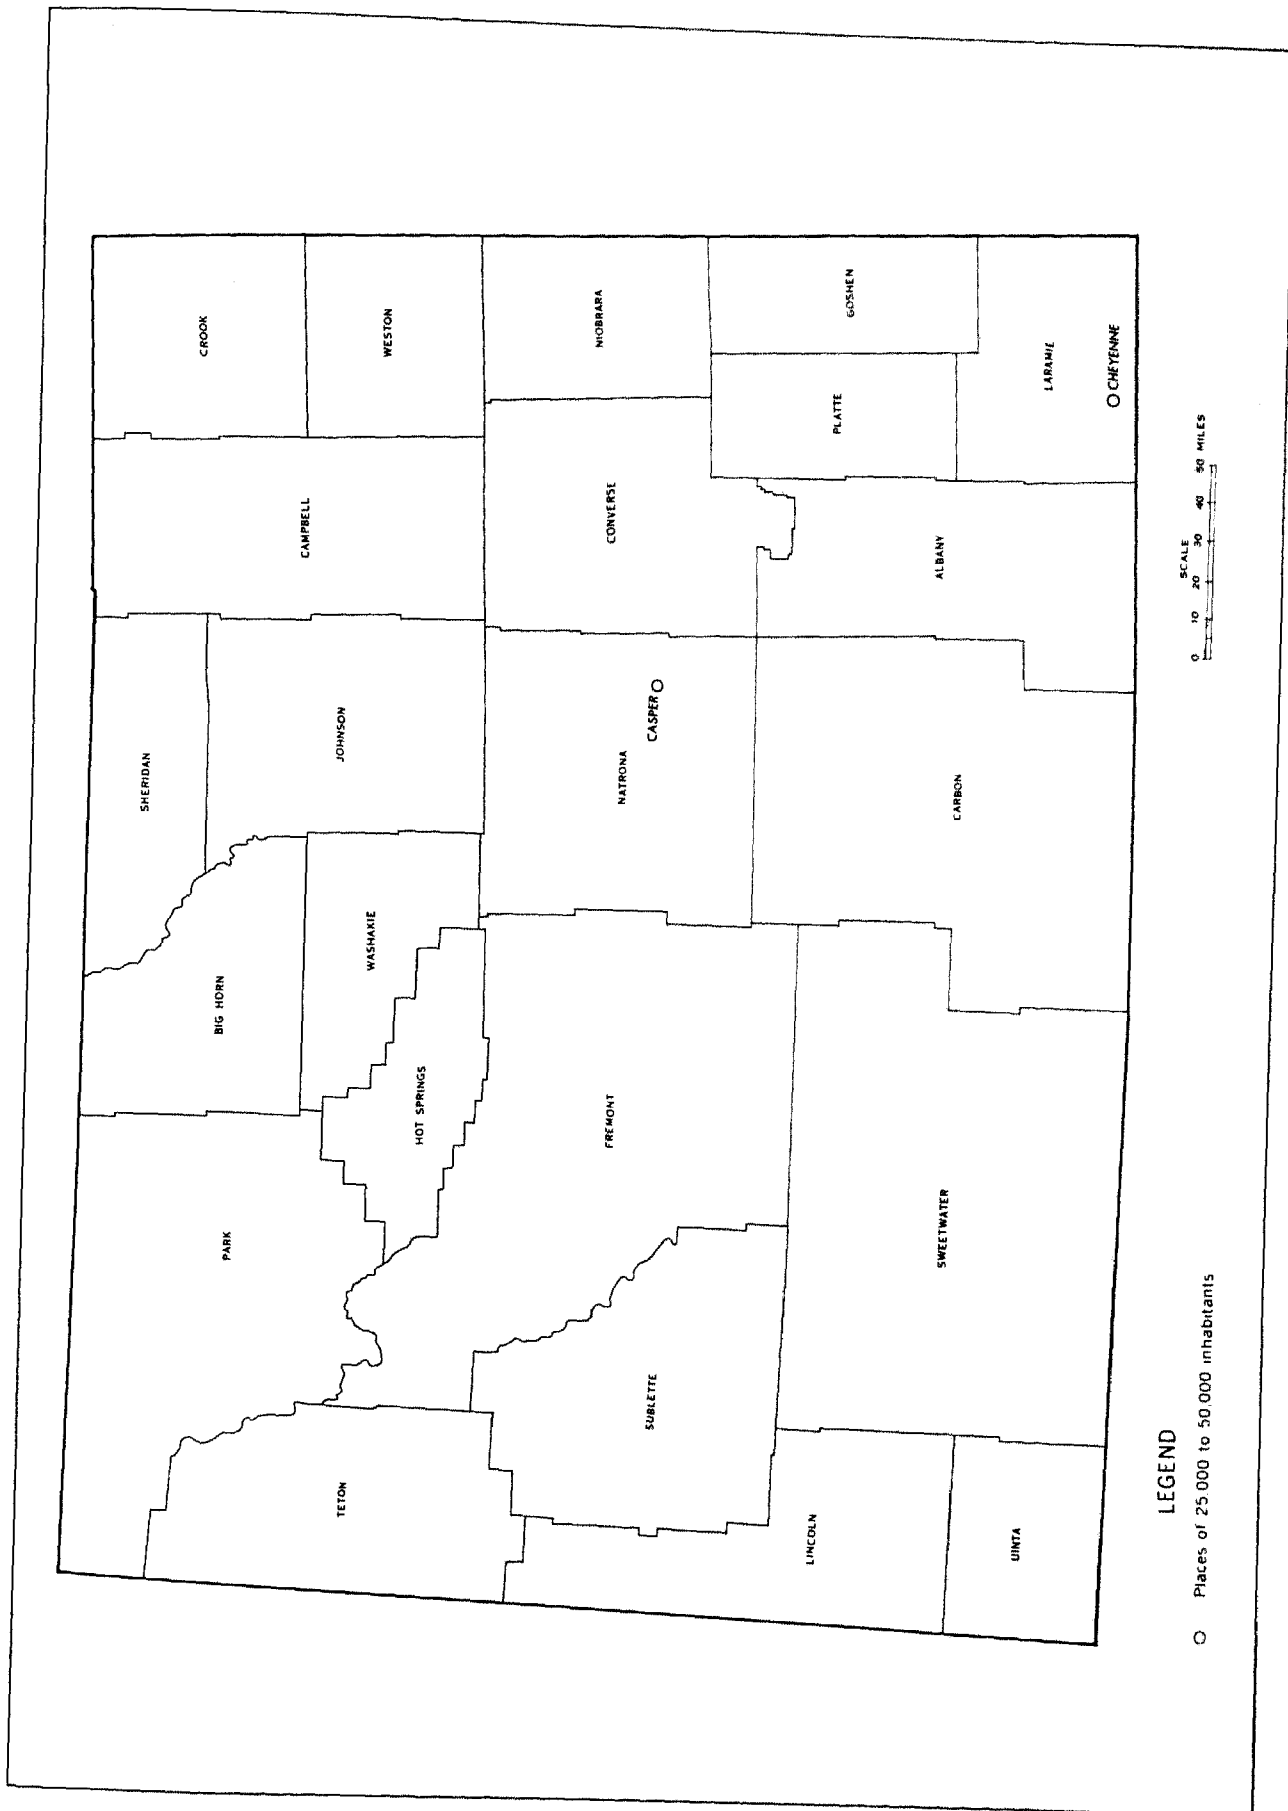 SHERIDAN
CROOK
BIG HORN
PARK
CAMPBELL
JOHNSON
TETON
WASHAKIE
WESTON
HOT SPRINGS
NIOBRARA
FREMONT
CONVERSE
NATRONA
SUBLETTE
CASPER
LINCOLN
PLATTE
GOSHEN
ALBANY
SWEETWATER
CARBON
UINTA
LARAMIE
CHEYENNE
LEGEND
Places of 25,000 to 50,000 inhabitants
SCALE
0 10 20 30 40 50 MILES